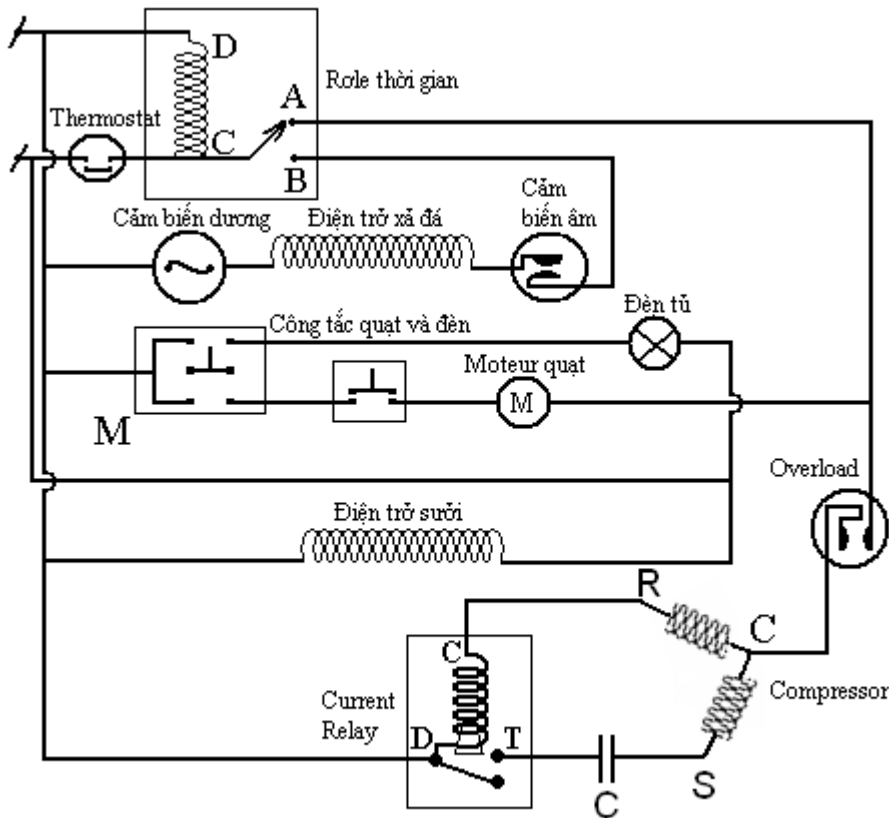 D
Rơle thời gian
A
Thermostat
C
B
Cảm biến dương
Điện trở xả đá
Cảm
biến âm
Đèn tủ
Công tắc quạt và đèn
Moteur quạt
M
M
Overload
Điện trở sưởi
R
C
C
Current
Relay
Compressor
D
T
C
S